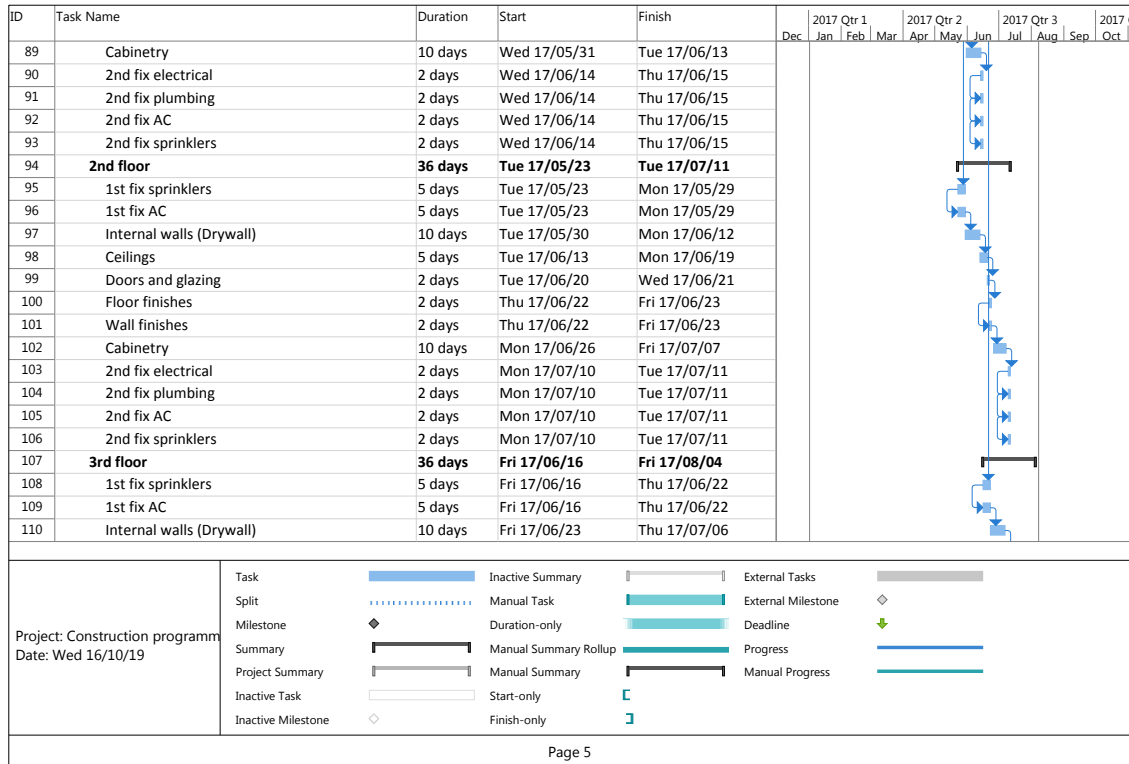 ID Task Name Duration Start Finish 2017 Qtr 1 2017 Qtr 2 2017 Qtr 3 2017
Dec Jan Feb Mar Apr May Jun Jul Aug Sep Oct
89 Cabinetry 10 days Wed 17/05/31 Tue 17/06/13
90 2nd fix electrical 2 days Wed 17/06/14 Thu 17/06/15
91 2nd fix plumbing 2 days Wed 17/06/14 Thu 17/06/15
92 2nd fix AC 2 days Wed 17/06/14 Thu 17/06/15
93 2nd fix sprinklers 2 days Wed 17/06/14 Thu 17/06/15
94 2nd floor 36 days Tue 17/05/23 Tue 17/07/11
95 1st fix sprinklers 5 days Tue 17/05/23 Mon 17/05/29
96 1st fix AC 5 days Tue 17/05/23 Mon 17/05/29
97 Internal walls (Drywall) 10 days Tue 17/05/30 Mon 17/06/12
98 Ceilings 5 days Tue 17/06/13 Mon 17/06/19
99 Doors and glazing 2 days Tue 17/06/20 Wed 17/06/21
100 Floor finishes 2 days Thu 17/06/22 Fri 17/06/23
101 Wall finishes 2 days Thu 17/06/22 Fri 17/06/23
102 Cabinetry 10 days Mon 17/06/26 Fri 17/07/07
103 2nd fix electrical 2 days Mon 17/07/10 Tue 17/07/11
104 2nd fix plumbing 2 days Mon 17/07/10 Tue 17/07/11
105 2nd fix AC 2 days Mon 17/07/10 Tue 17/07/11
106 2nd fix sprinklers 2 days Mon 17/07/10 Tue 17/07/11
107 3rd floor 36 days Fri 17/06/16 Fri 17/08/04
108 1st fix sprinklers 5 days Fri 17/06/16 Thu 17/06/22
109 1st fix AC 5 days Fri 17/06/16 Thu 17/06/22
110 Internal walls (Drywall) 10 days Fri 17/06/23 Thu 17/07/06
Project: Construction programm
Date: Wed 16/10/19
Task
Split
Milestone
Summary
Project Summary
Inactive Task
Inactive Milestone
Inactive Summary
Manual Task
Duration-only
Manual Summary Rollup
Manual Summary
Start-only
Finish-only
External Tasks
External Milestone
Deadline
Progress
Manual Progress
Page 5